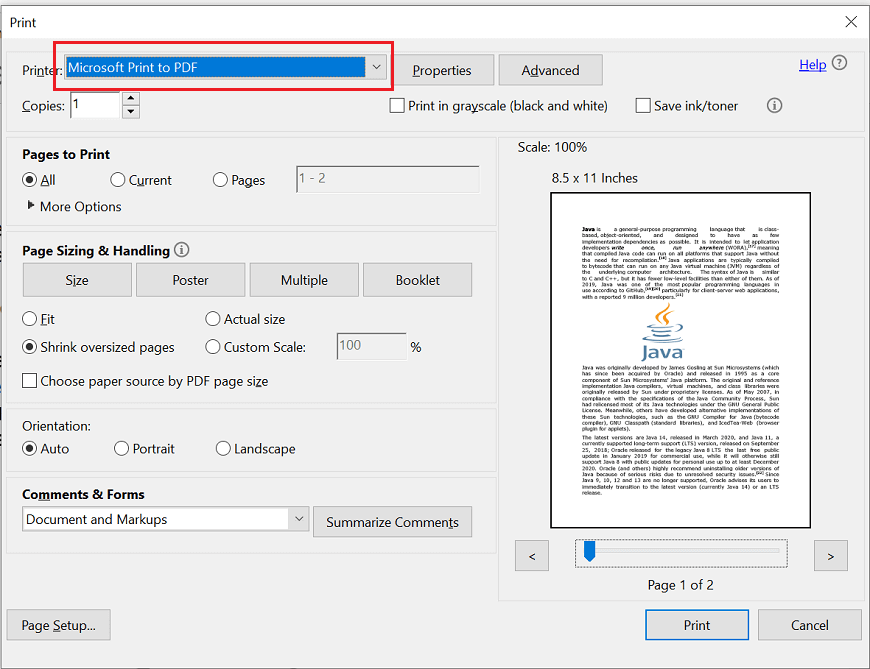 Print
Printer: Microsoft Print to PDF Properties Advanced Help ?
Copies: 1 Print in grayscale (black and white) Save ink/toner i
Pages to Print
All Current Pages 1 - 2
More Options
Page Sizing & Handling i
Size Poster Multiple Booklet
Fit Actual size
Shrink oversized pages Custom Scale: 100 %
Choose paper source by PDF page size
Orientation:
Auto Portrait Landscape
Comments & Forms
Document and Markups Summarize Comments
Scale: 100%
8.5 x 11 Inches
Java is a general-purpose programming language that is class-
based, object-oriented, and designed to have as few
implementation dependencies as possible. It is intended to let application
developers write once, run anywhere (WORA), meaning
that compiled Java code can run on all platforms that support Java without
the need for recompilation. Java applications are typically compiled
to bytecode that can run on any Java virtual machine (JVM) regardless of
the underlying computer architecture. The syntax of Java is similar
to C and C++, but it has fewer low-level facilities than either of them. As of
2019, Java was one of the most popular programming languages in
use according to GitHub, particularly for client-server web applications,
with a reported 9 million developers.
Java
Java was originally developed by James Gosling at Sun Microsystems (which
has since been acquired by Oracle) and released in 1995 as a core
component of Sun Microsystems' Java platform. The original and reference
implementation Java compilers, virtual machines, and class libraries were
originally released by Sun under proprietary licenses. As of May 2007, in
compliance with the specifications of the Java Community Process, Sun
had relicensed most of its Java technologies under the GNU General Public
License. Meanwhile, others have developed alternative implementations of
these Sun technologies, such as the GNU Compiler for Java (bytecode
compiler), GNU Classpath (standard libraries), and IcedTea-Web (browser
plugin for applets).
The latest versions are Java 14, released in March 2020, and Java 11, a
currently supported long-term support (LTS) version, released on September
25, 2018; Oracle released for the legacy Java 8 LTS the last free public
update in January 2019 for commercial use, while it will otherwise still
support Java 8 with public updates for personal use up to at least December
2020. Oracle (and others) highly recommend uninstalling older versions of
Java because of serious risks due to unresolved security issues. Since
Java 9, 10, 12 and 13 are no longer supported, Oracle advises its users to
immediately transition to the latest version (currently Java 14) or an LTS
release.
< >
Page 1 of 2
Page Setup... Print Cancel